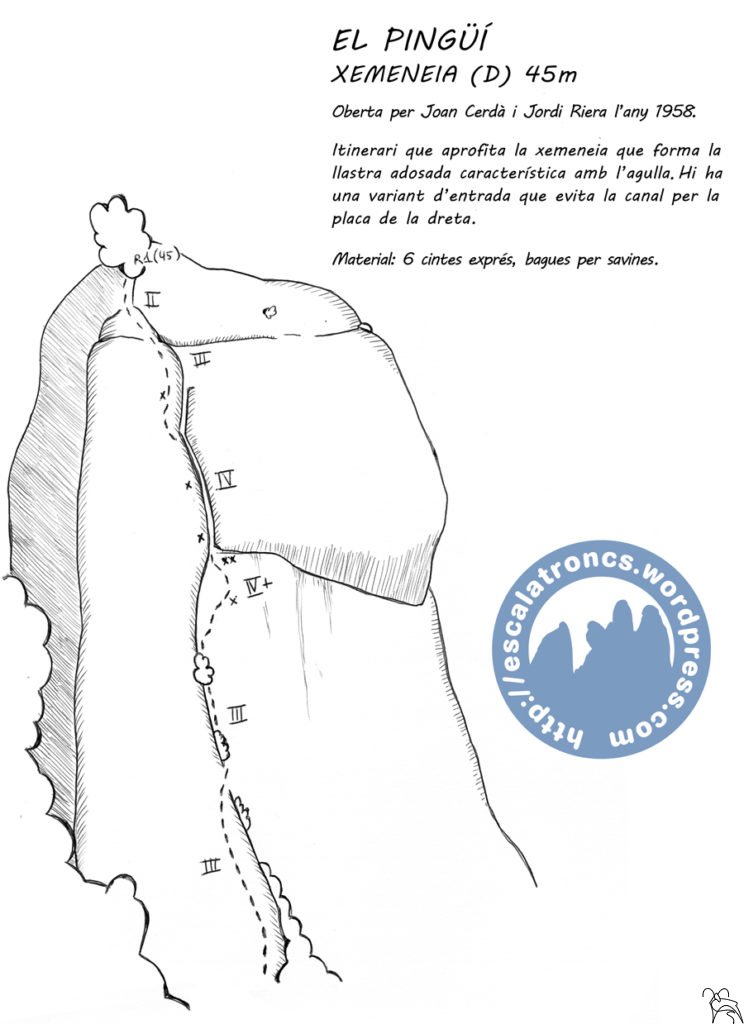 EL PINGÜÍ
XEMENEIA (D) 45m
Oberta per Joan Cerdà i Jordi Riera l'any 1958.
Itinerari que aprofita la xemeneia que forma la
llastra adosada característica amb l'agulla. Hi ha
una variant d'entrada que evita la canal per la
placa de la dreta.
Material: 6 cintes exprés, bagues per savines.
R1(45)
II
III
IV
IV+
III
III
http://escalatroncs.wordpress.com